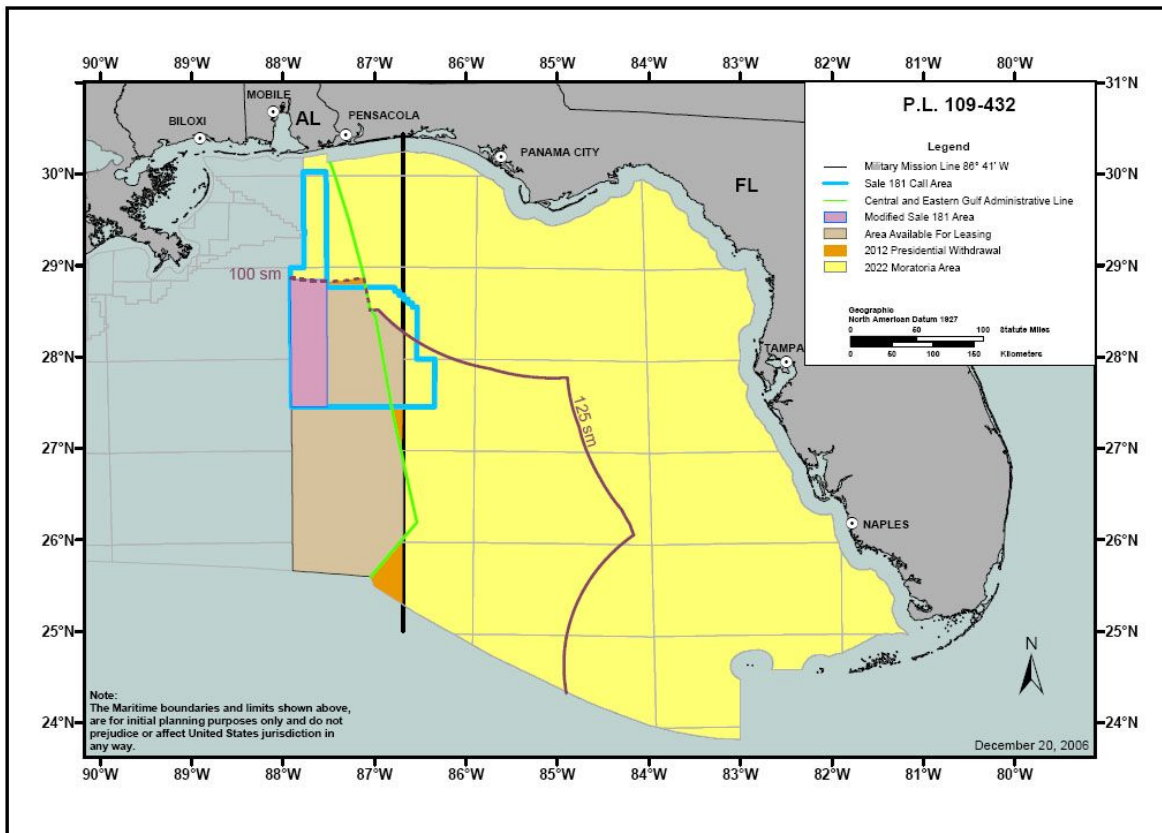 90°W 89°W 88°W 87°W 86°W 85°W 84°W 83°W 82°W 81°W 80°W
31°N
31°N
P.L. 109-432
MOBILE
AL
PENSACOLA
BILOXI
PANAMA CITY
FL
Legend
Military Mission Line 86° 41' W
Sale 181 Call Area
Central and Eastern Gulf Administrative Line
Modified Sale 181 Area
Area Available For Leasing
2012 Presidential Withdrawal
2022 Moratoria Area
30°N
30°N
29°N
29°N
100 sm
Geographic
North American Datum 1927
0 50 100 Statute Miles
0 50 100 150 Kilometers
28°N
28°N
TAMPA
125 sm
27°N
27°N
NAPLES
26°N
26°N
25°N
25°N
N
24°N
24°N
Note:
The Maritime boundaries and limits shown above,
are for initial planning purposes only and do not
prejudice or affect United States jurisdiction in
any way.
December 20, 2006
90°W 89°W 88°W 87°W 86°W 85°W 84°W 83°W 82°W 81°W 80°W